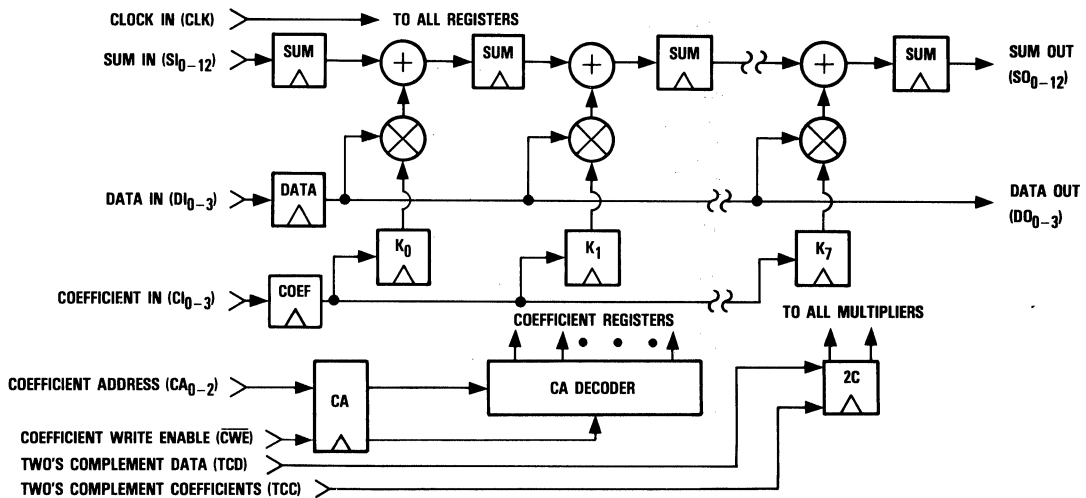 CLOCK IN (CLK)
TO ALL REGISTERS
SUM IN (SI0–12)
SUM
+
SUM
+
SUM
+
SUM
SUM OUT
(SO0–12)
DATA IN (DI0–3)
DATA
DATA OUT
(DO0–3)
K0
K1
K7
COEFFICIENT IN (CI0–3)
COEF
COEFFICIENT REGISTERS
TO ALL MULTIPLIERS
COEFFICIENT ADDRESS (CA0–2)
CA
CA DECODER
2C
COEFFICIENT WRITE ENABLE (C̅W̅E̅)
TWO'S COMPLEMENT DATA (TCD)
TWO'S COMPLEMENT COEFFICIENTS (TCC)